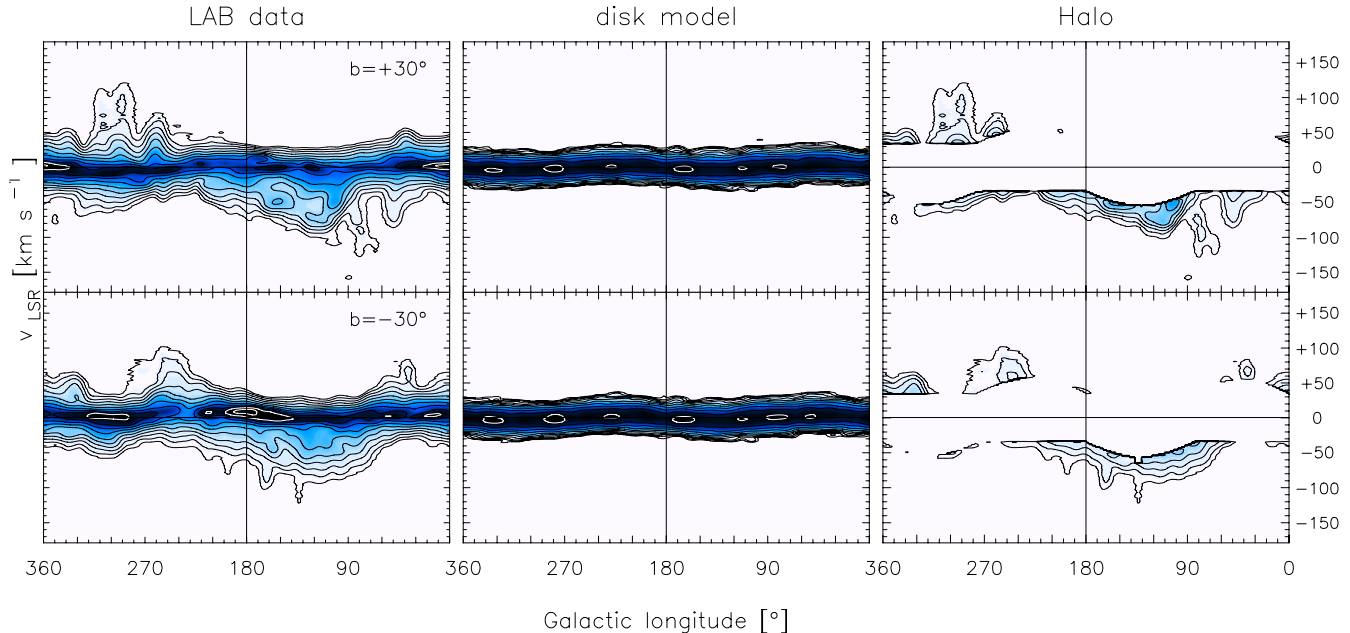 LAB data
disk model
Halo
b=+30°
+150
+100
+50
0
−50
−100
−150
b=−30°
+150
+100
+50
0
−50
−100
−150
v LSR [km s⁻¹]
360 270 180 90 360 270 180 90 360 270 180 90 0
Galactic longitude [°]